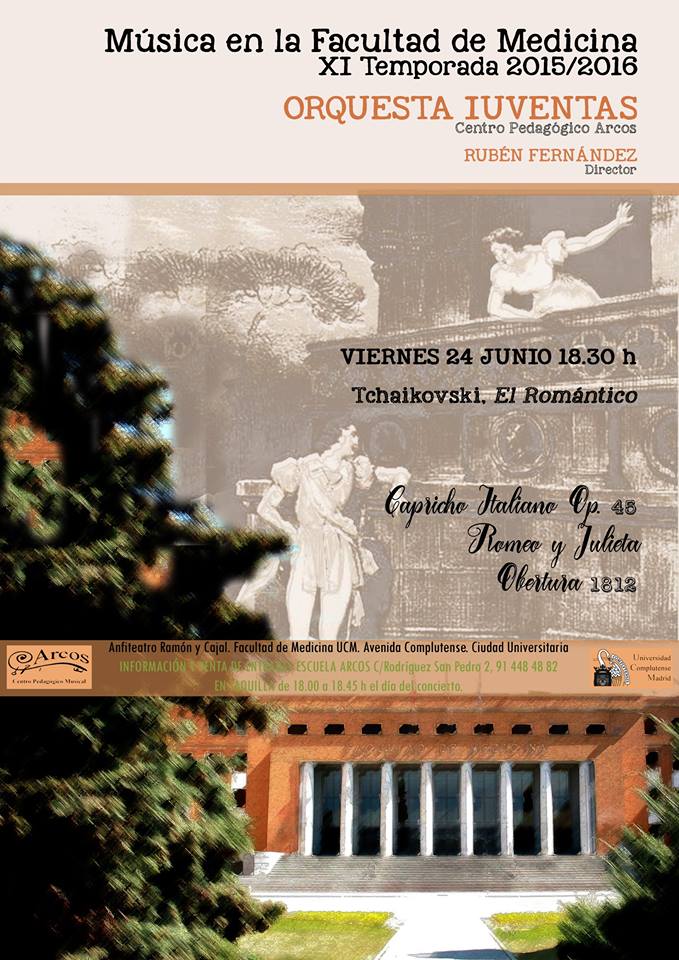 Música en la Facultad de Medicina
XI Temporada 2015/2016
ORQUESTA IUVENTAS
Centro Pedagógico Arcos
RUBÉN FERNÁNDEZ
Director
VIERNES 24 JUNIO 18.30 h
Tchaikovski, El Romántico
Capricho Italiano Op. 45
Romeo y Julieta
Obertura 1812
Anfiteatro Ramón y Cajal. Facultad de Medicina UCM. Avenida Complutense. Ciudad Universitaria
INFORMACIÓN Y VENTA DE ENTRADAS ESCUELA ARCOS C/Rodríguez San Pedro 2, 91 448 48 82
EN TAQUILLA de 18.00 a 18.45 h el día del concierto.
Arcos
Centro Pedagógico Musical
Universidad
Complutense
Madrid